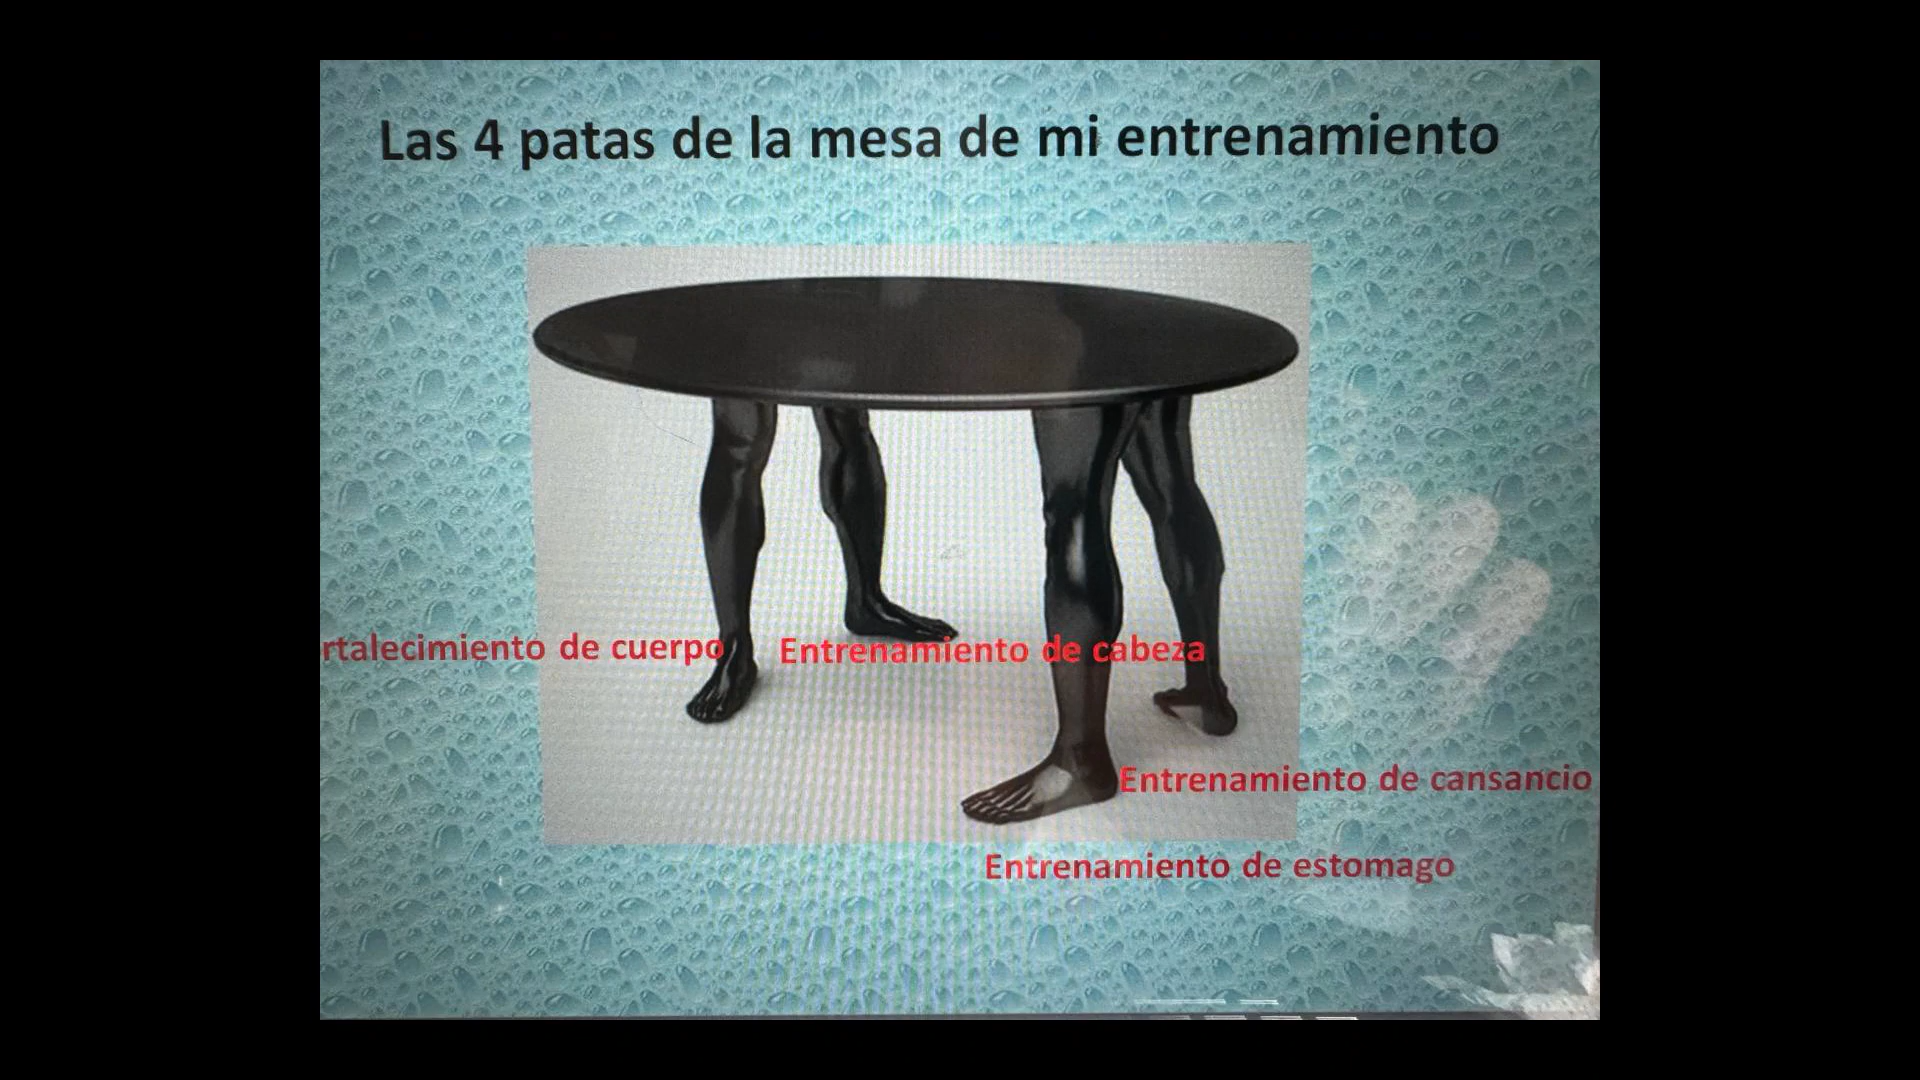 Las 4 patas de la mesa de mi entrenamiento
rtalecimiento de cuerpo
Entrenamiento de cabeza
Entrenamiento de cansancio
Entrenamiento de estomago